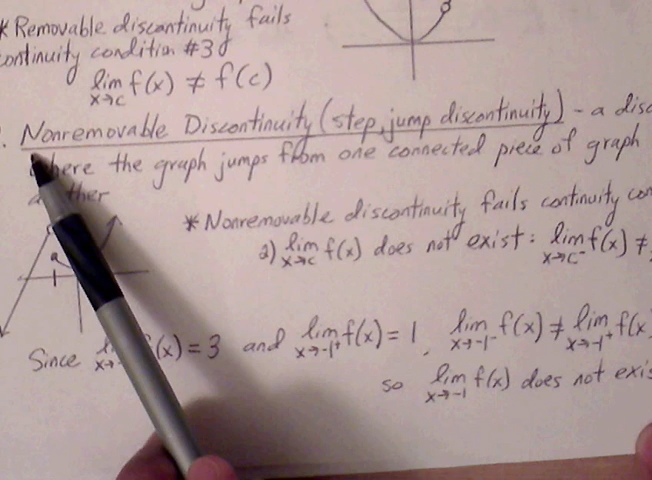 * Removable discontinuity fails
continuity condition #3
lim f(x) ≠ f(c)
x→c
Nonremovable Discontinuity (step, jump discontinuity) - a disc
where the graph jumps from one connected piece of graph
* Nonremovable discontinuity fails continuity con
2) lim f(x) does not exist: lim f(x) ≠
x→c x→c⁻
Since f(x) = 3 and lim f(x) = 1, lim f(x) ≠ lim f(x
x→-1⁺ x→-1⁻ x→-1⁺
so lim f(x) does not exis
x→-1